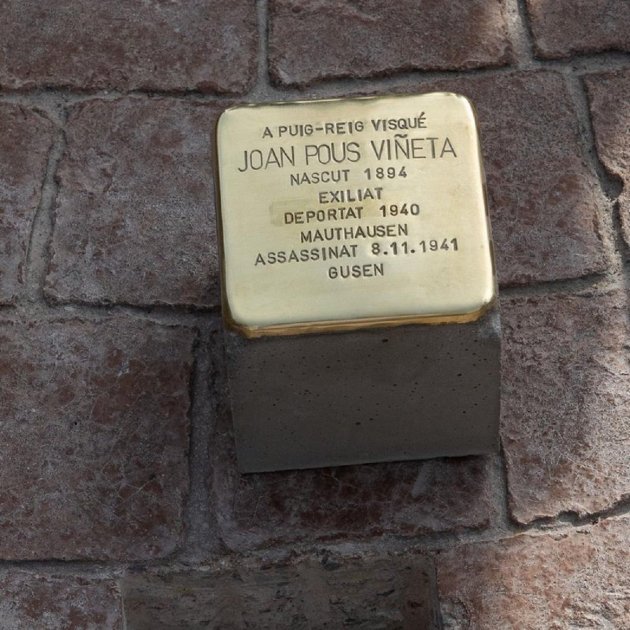 A PUIG-REIG VISQUÉ
JOAN POUS VIÑETA
NASCUT 1894
EXILIAT
DEPORTAT 1940
MAUTHAUSEN
ASSASSINAT 8.11.1941
GUSEN